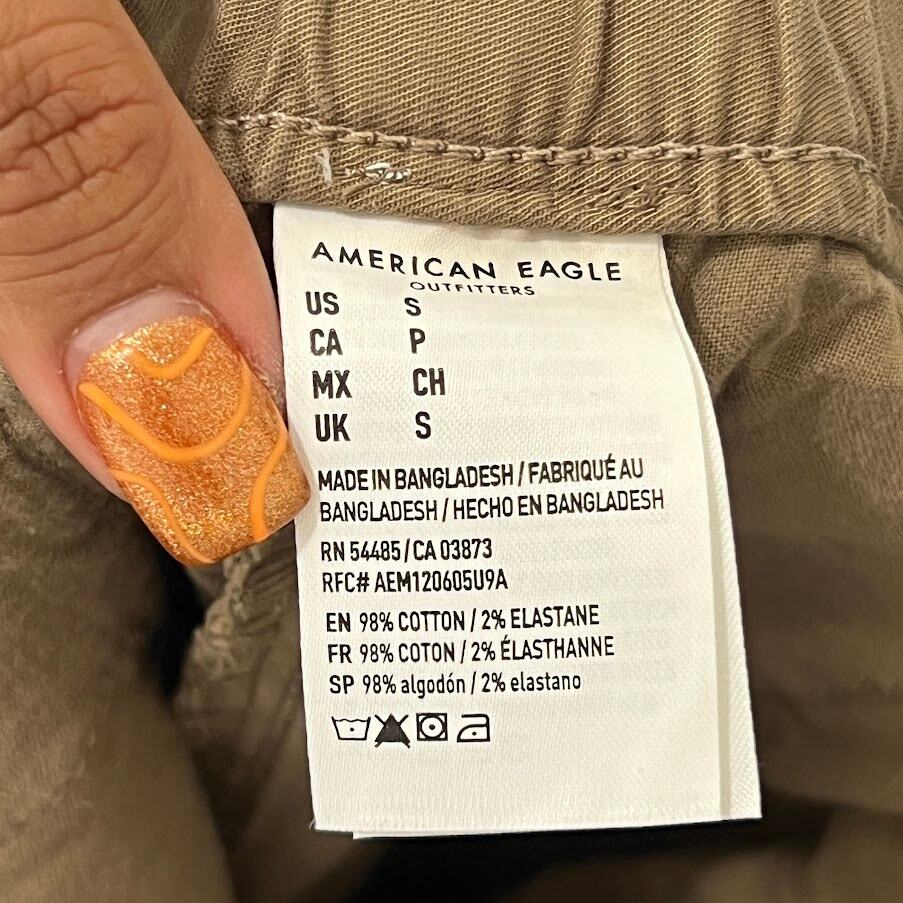 AMERICAN EAGLE
OUTFITTERS
US S
CA P
MX CH
UK S
MADE IN BANGLADESH / FABRIQUÉ AU
BANGLADESH / HECHO EN BANGLADESH
RN 54485 / CA 03873
RFC# AEM120605U9A
EN 98% COTTON / 2% ELASTANE
FR 98% COTON / 2% ÉLASTHANNE
SP 98% algodón / 2% elastano